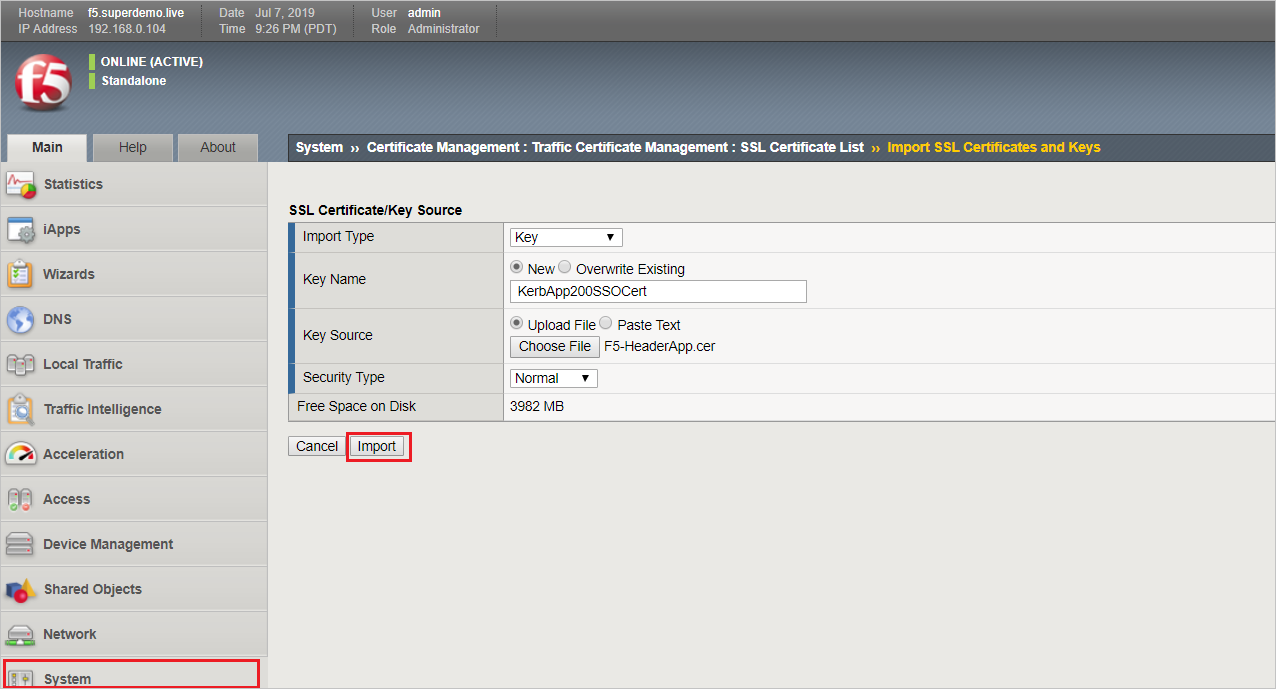 Hostname f5.superdemo.live Date Jul 7, 2019 User admin
IP Address 192.168.0.104 Time 9:26 PM (PDT) Role Administrator
f5
ONLINE (ACTIVE)
Standalone
Main Help About
System ›› Certificate Management : Traffic Certificate Management : SSL Certificate List ›› Import SSL Certificates and Keys
Statistics
iApps
Wizards
DNS
Local Traffic
Traffic Intelligence
Acceleration
Access
Device Management
Shared Objects
Network
System
SSL Certificate/Key Source
Import Type Key
Key Name New Overwrite Existing
KerbApp200SSOCert
Key Source Upload File Paste Text
Choose File F5-HeaderApp.cer
Security Type Normal
Free Space on Disk 3982 MB
Cancel Import